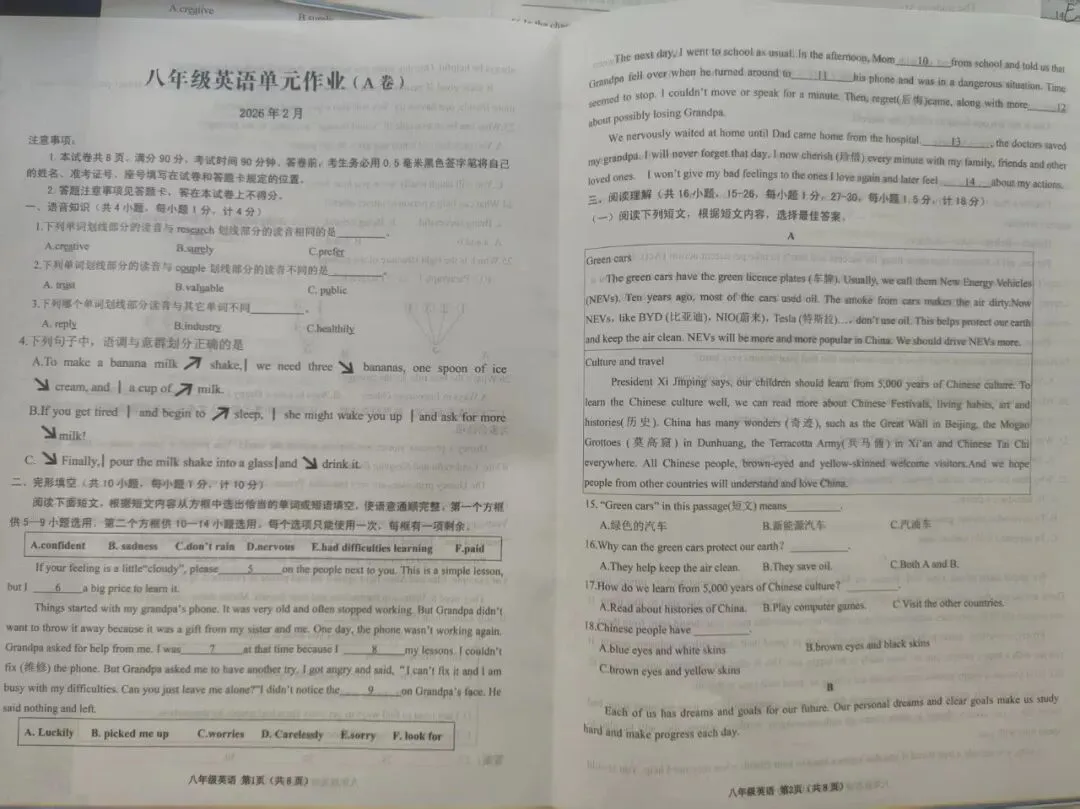 A.creative
八年级英语单元作业（A 卷）
2026 年 2 月
注意事项：
1. 本试卷共 8 页，满分 90 分，考试时间 90 分钟，答卷前，考生务必用 0.5 毫米黑色签字笔将自己
的姓名、准考证号、座号填写在试卷和答题卡规定的位置。
2. 答题注意事项见答题卡，答在本试卷上不得分。
一、语音知识（共 4 小题，每小题 1 分，计 4 分）
1.下列单词划线部分的读音与 research 划线部分的读音相同的是________.
A.creative B.surely C.prefer
2.下列单词划线部分的读音与 couple 划线部分的读音不同的是________.
A. trust B.valuable C. public
3.下列哪个单词划线部分读音与其它单词不同________.
A. reply B.industry C.healthily
4.下列句子中，语调与意群划分正确的是
A.To make a banana milk ↗ shake,| we need three ↘ bananas, one spoon of ice
↘ cream, and | a cup of ↗ milk.
B.If you get tired | and begin to ↗ sleep, | she might wake you up | and ask for more
↘ milk!
C. ↘ Finally,| pour the milk shake into a glass|and ↘ drink it.
二、完形填空（共 10 小题，每小题 1 分，计 10 分）
阅读下面短文，根据短文内容从方框中选出恰当的单词或短语填空，使语意通顺完整，第一个方框
供 5—9 小题选用，第二个方框供 10—14 小题选用，每个选项只能使用一次，每框有一项剩余。
A.confident B. sadness C.don't rain D.nervous E.had difficulties learning F.paid
If your feeling is a little“cloudy”, please 5 on the people next to you. This is a simple lesson,
but I 6 a big price to learn it.
Things started with my grandpa's phone. It was very old and often stopped working. But Grandpa didn't
want to throw it away because it was a gift from my sister and me. One day, the phone wasn't working again.
Grandpa asked for help from me. I was 7 at that time because I 8 my lessons. I couldn't
fix (维修) the phone. But Grandpa asked me to have another try. I got angry and said, “I can't fix it and I am
busy with my difficulties. Can you just leave me alone?”I didn't notice the 9 on Grandpa's face. He
said nothing and left.
A. Luckily B. picked me up C.worries D. Carelessly E.sorry F. look for
八年级英语 第1页（共 8 页）
The next day, I went to school as usual. In the afternoon, Mom 10 from school and told us that
Grandpa fell over when he turned around to 11 his phone and was in a dangerous situation. Time
seemed to stop. I couldn't move or speak for a minute. Then, regret(后悔)came, along with more 12
about possibly losing Grandpa.
We nervously waited at home until Dad came home from the hospital. 13 , the doctors saved
my grandpa. I will never forget that day. I now cherish (珍惜) every minute with my family, friends and other
loved ones. I won't give my bad feelings to the ones I love again and later feel 14 about my actions.
三、阅读理解（共 16 小题，15-26，每小题 1 分，27-30，每小题 1.5 分，计 18 分）
（一）阅读下列短文，根据短文内容，选择最佳答案。
A
Green cars
The green cars have the green licence plates (车牌). Usually, we call them New Energy Vehicles
(NEVs). Ten years ago, most of the cars used oil. The smoke from cars makes the air dirty.Now
NEVs, like BYD (比亚迪), NIO(蔚来), Tesla (特斯拉)…, don't use oil. This helps protect our earth
and keep the air clean. NEVs will be more and more popular in China. We should drive NEVs more.
Culture and travel
President Xi Jinping says, our children should learn from 5,000 years of Chinese culture. To
learn the Chinese culture well, we can read more about Chinese Festivals, living habits, art and
histories(历史). China has many wonders (奇迹), such as the Great Wall in Beijing, the Mogao
Grottoes (莫高窟) in Dunhuang, the Terracotta Army(兵马俑) in Xi'an and Chinese Tai Chi
everywhere. All Chinese people, brown-eyed and yellow-skinned welcome visitors.And we hope
people from other countries will understand and love China.
15. “Green cars” in this passage(短文) means________.
A.绿色的汽车 B.新能源汽车 C.汽油车
16.Why can the green cars protect our earth? ________.
A.They help keep the air clean. B.They save oil. C.Both A and B.
17.How do we learn from 5,000 years of Chinese culture? ________.
A.Read about histories of China. B.Play computer games. C Visit the other countries.
18.Chinese people have ________.
A.blue eyes and white skins B.brown eyes and black skins
C.brown eyes and yellow skins
B
Each of us has dreams and goals for our future. Our personal dreams and clear goals make us study
hard and make progress each day.
八年级英语 第2页（共 8 页）